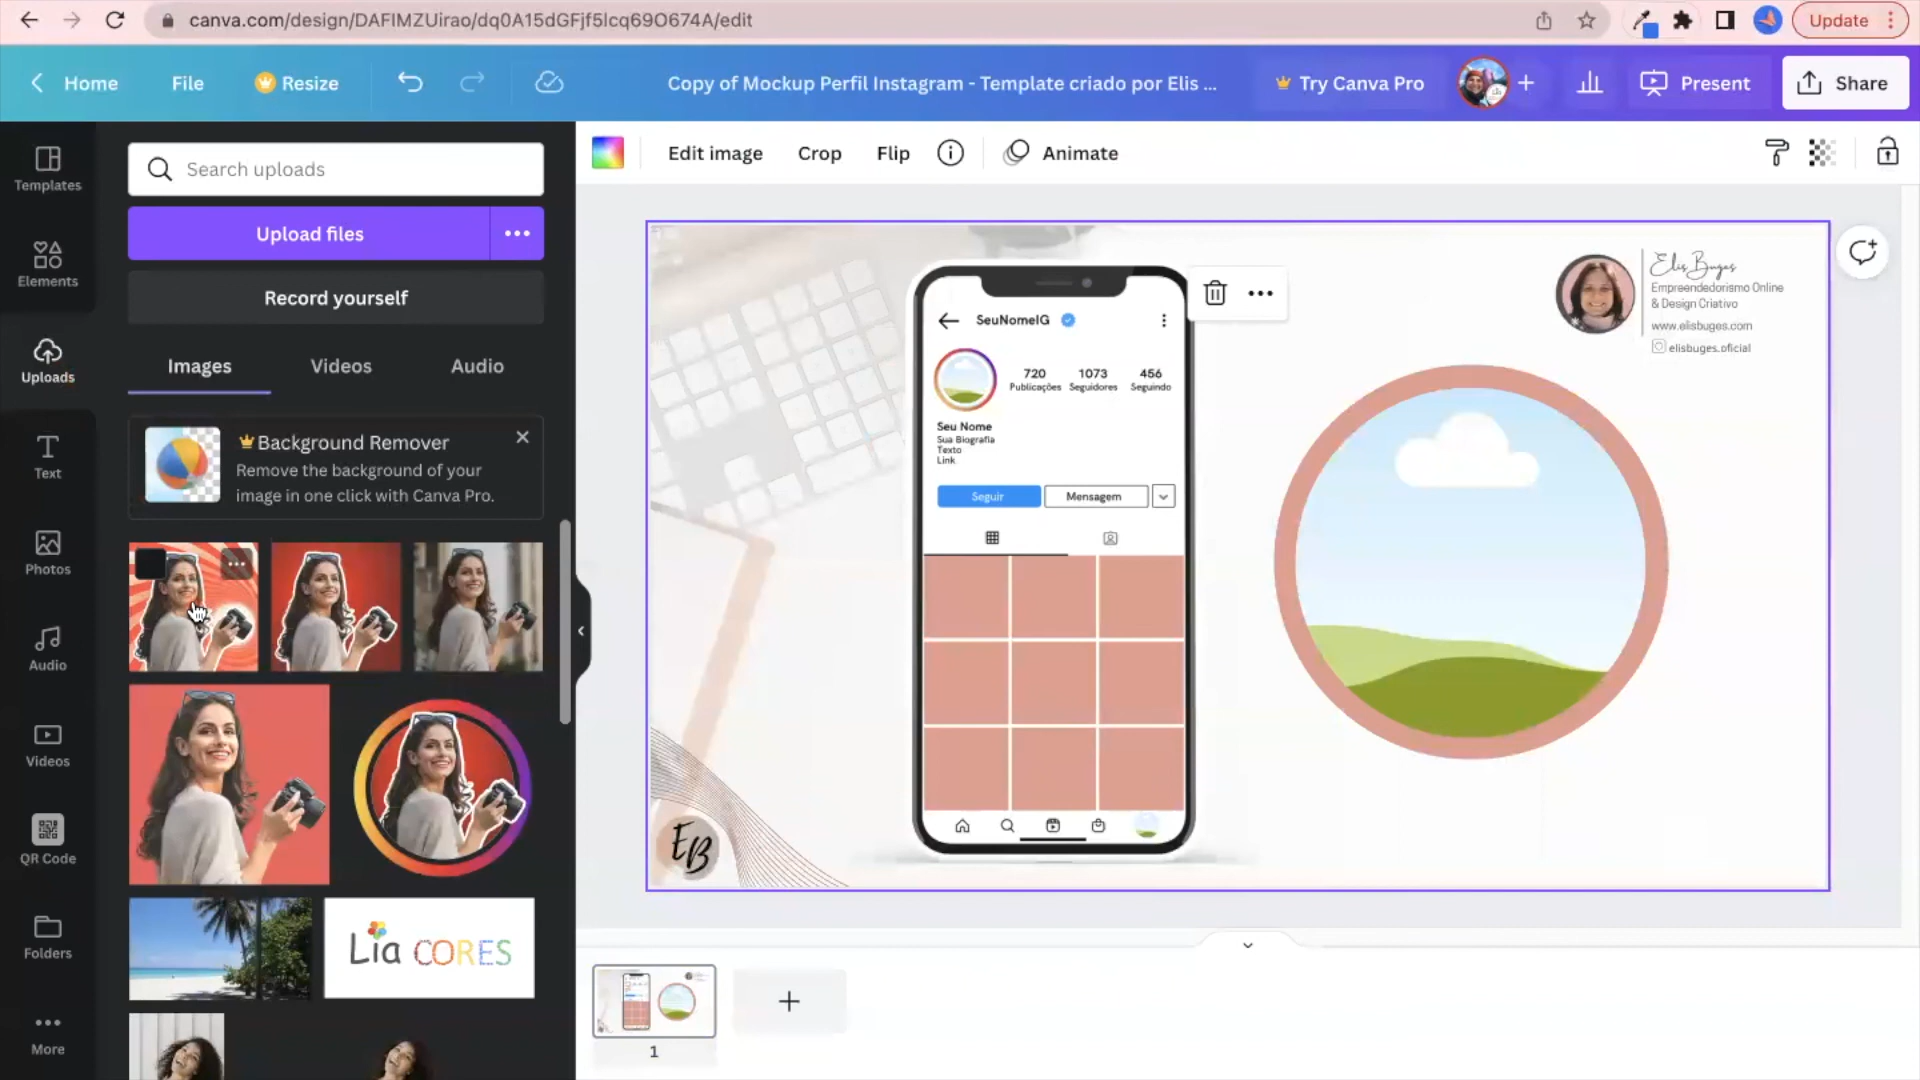 canva.com/design/DAFIMZUirao/dq0A15dGFjf5lcq69O674A/edit
Update
Home
File
Resize
Copy of Mockup Perfil Instagram - Template criado por Elis ...
Try Canva Pro
Present
Share
Templates
Elements
Uploads
Text
Photos
Audio
Videos
QR Code
Folders
More
Search uploads
Upload files
Record yourself
Images
Videos
Audio
Background Remover
Remove the background of your
image in one click with Canva Pro.
Lia CORES
Edit image
Crop
Flip
Animate
SeuNomeIG
720
1073
456
Publicações
Seguidores
Seguindo
Seu Nome
Sua Biografia
Texto
Link
Seguir
Mensagem
EB
Elis Buges
Empreendedorismo Online
& Design Criativo
www.elisbuges.com
elisbuges.oficial
1